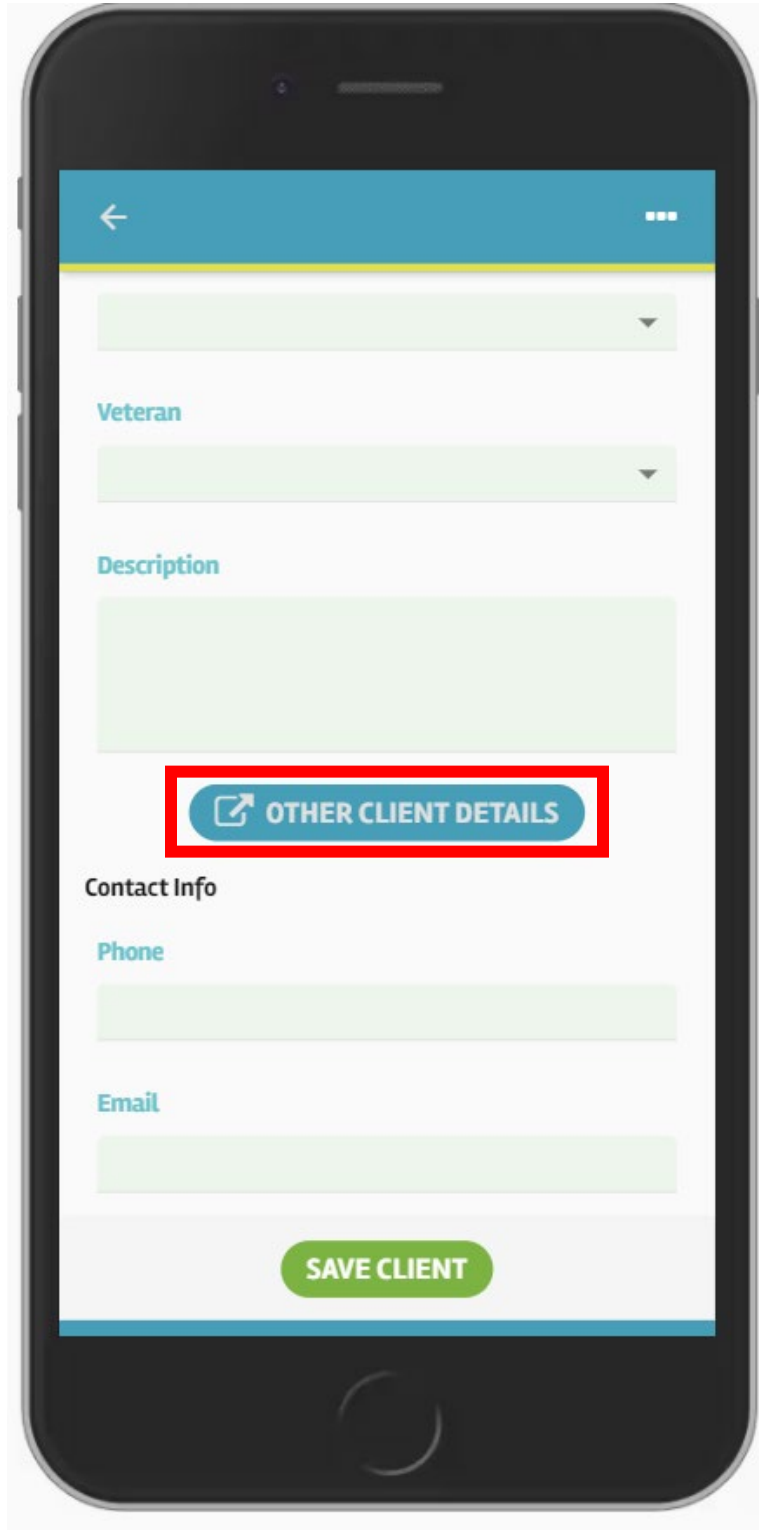 Veteran
Description
OTHER CLIENT DETAILS
Contact Info
Phone
Email
SAVE CLIENT